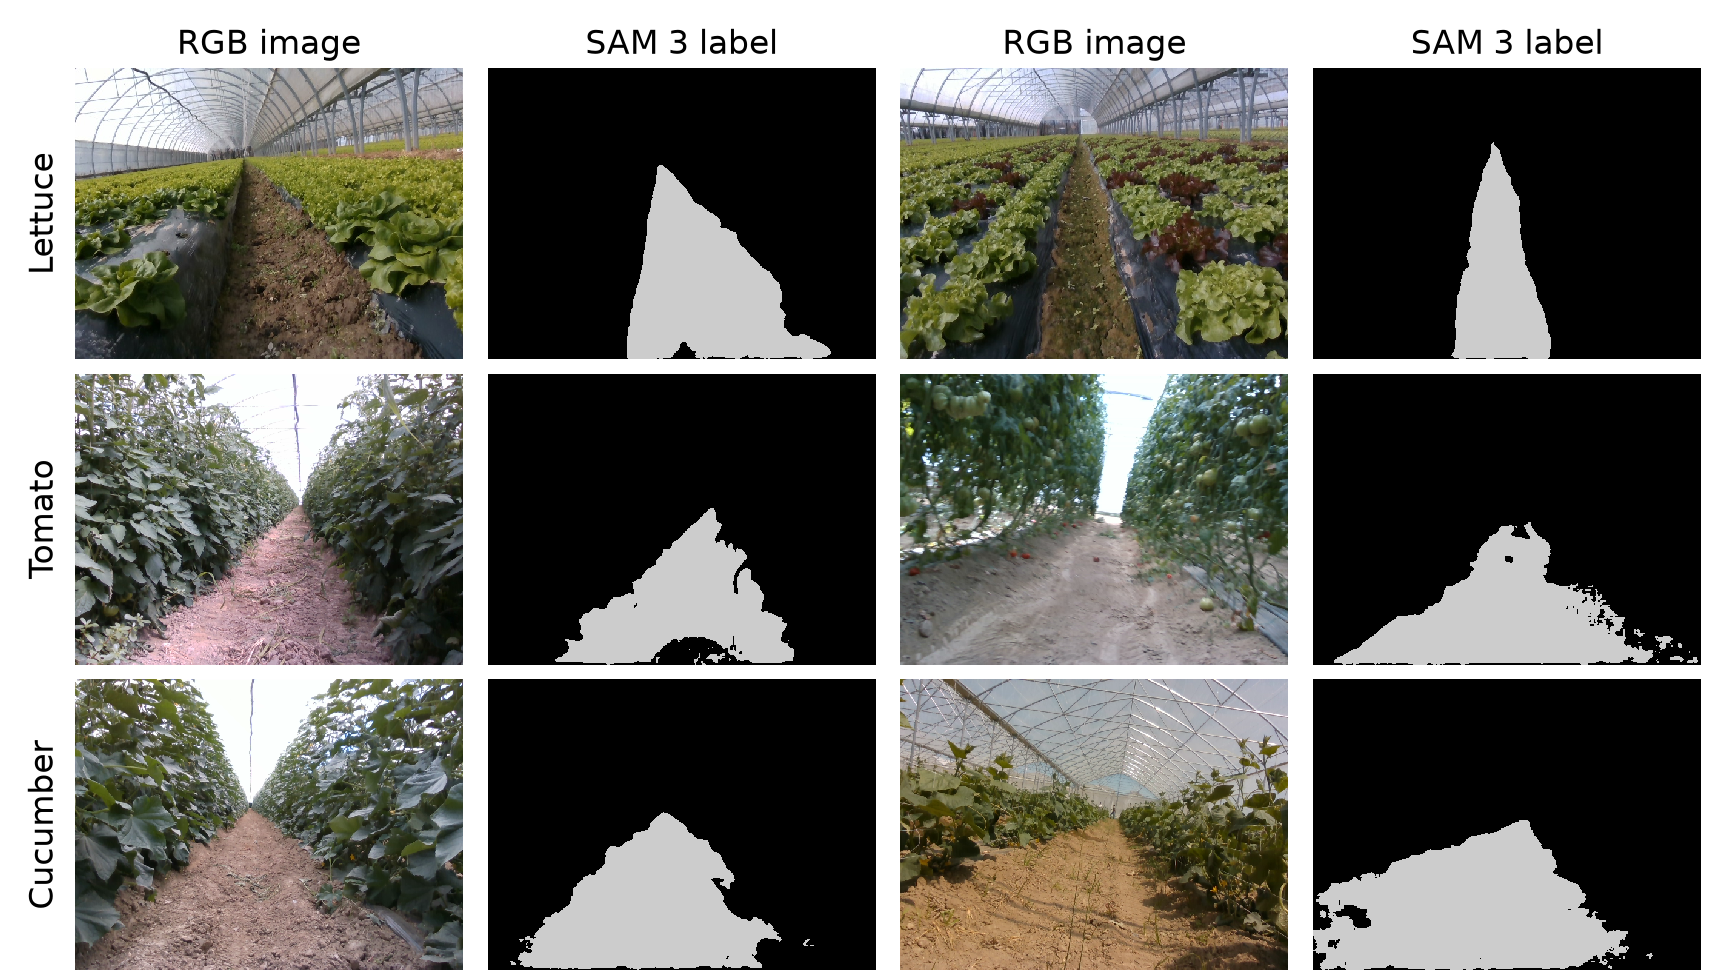 RGB image
SAM 3 label
RGB image
SAM 3 label
Lettuce
Tomato
Cucumber